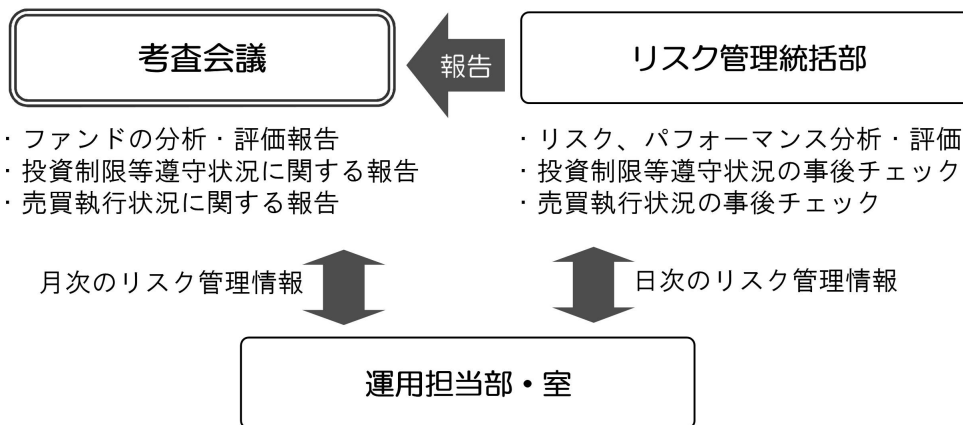 考査会議
報告
リスク管理統括部
・ファンドの分析・評価報告
・投資制限等遵守状況に関する報告
・売買執行状況に関する報告
・リスク、パフォーマンス分析・評価
・投資制限等遵守状況の事後チェック
・売買執行状況の事後チェック
月次のリスク管理情報
日次のリスク管理情報
運用担当部・室